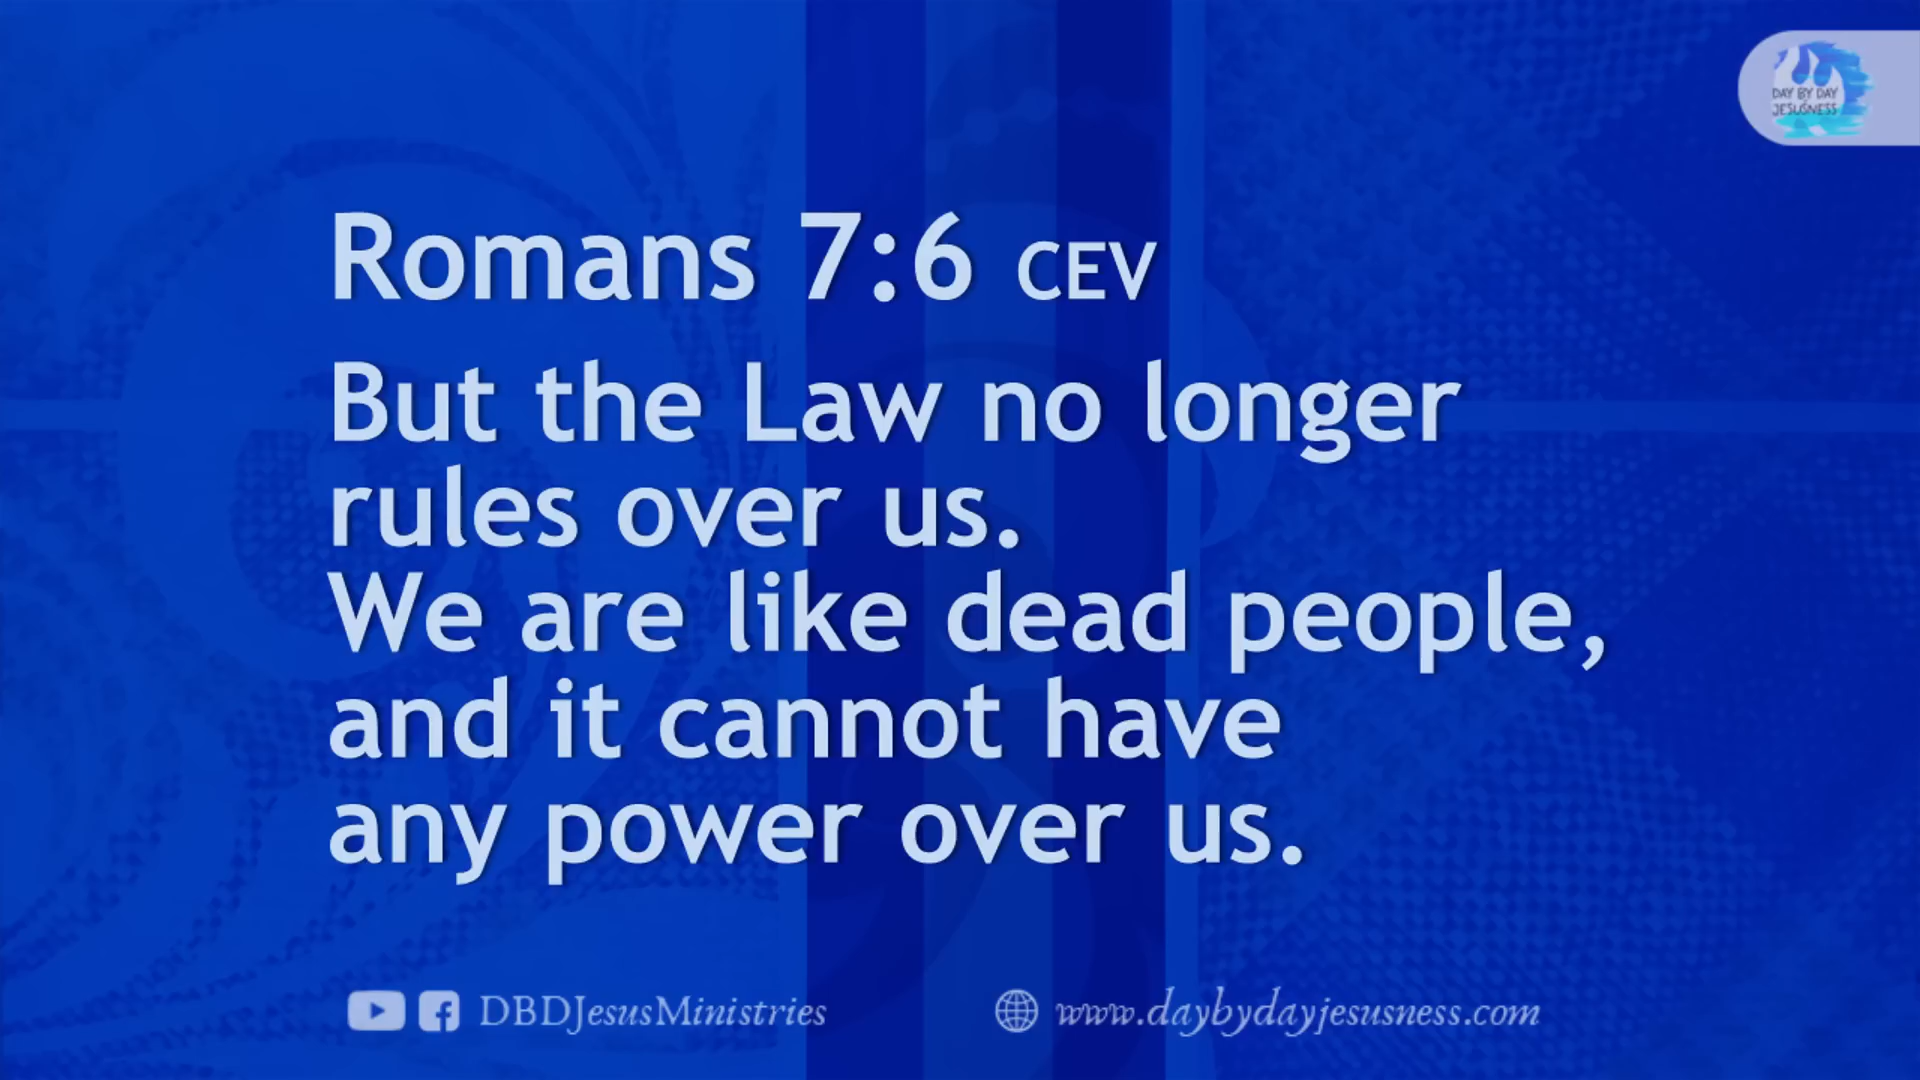 DAY BY DAY
JESUSNESS
Romans 7:6 CEV
But the Law no longer
rules over us.
We are like dead people,
and it cannot have
any power over us.
DBDJesusMinistries
www.daybydayjesusness.com